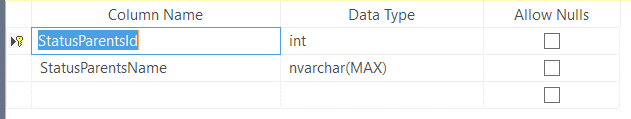 Column Name Data Type Allow Nulls
StatusParentsId int
StatusParentsName nvarchar(MAX)